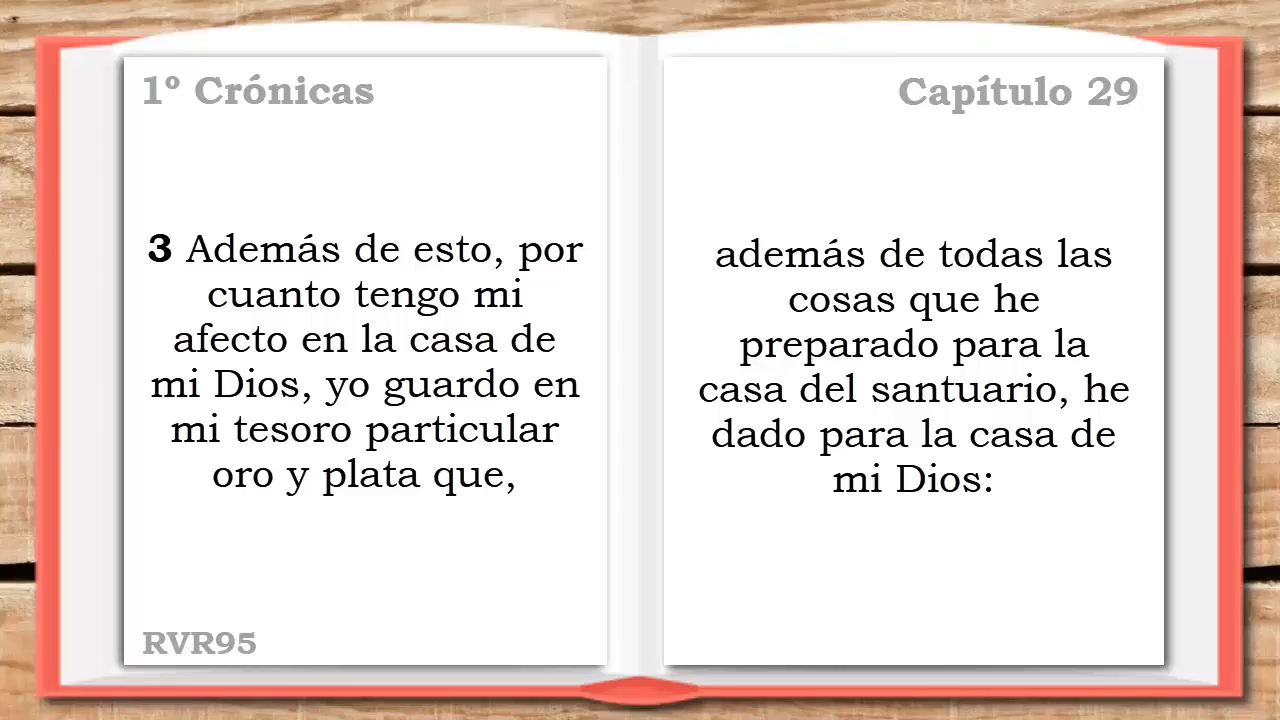 1º Crónicas
3 Además de esto, por
cuanto tengo mi
afecto en la casa de
mi Dios, yo guardo en
mi tesoro particular
oro y plata que,
RVR95
Capítulo 29
además de todas las
cosas que he
preparado para la
casa del santuario, he
dado para la casa de
mi Dios: